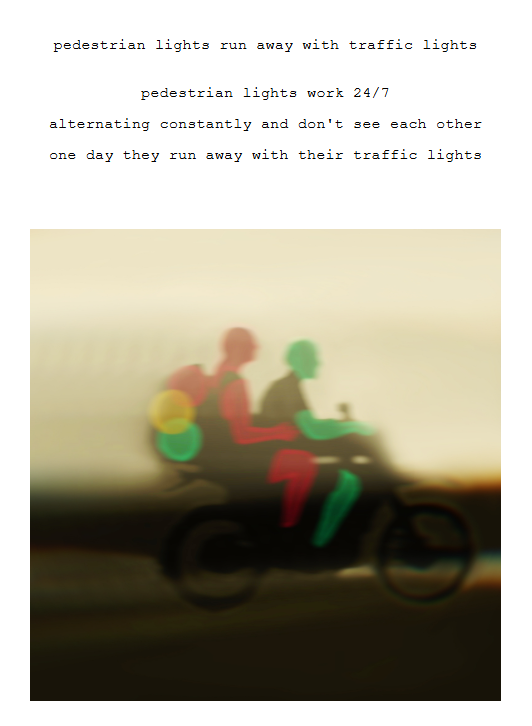 pedestrian lights run away with traffic lights
pedestrian lights work 24/7
alternating constantly and don't see each other
one day they run away with their traffic lights